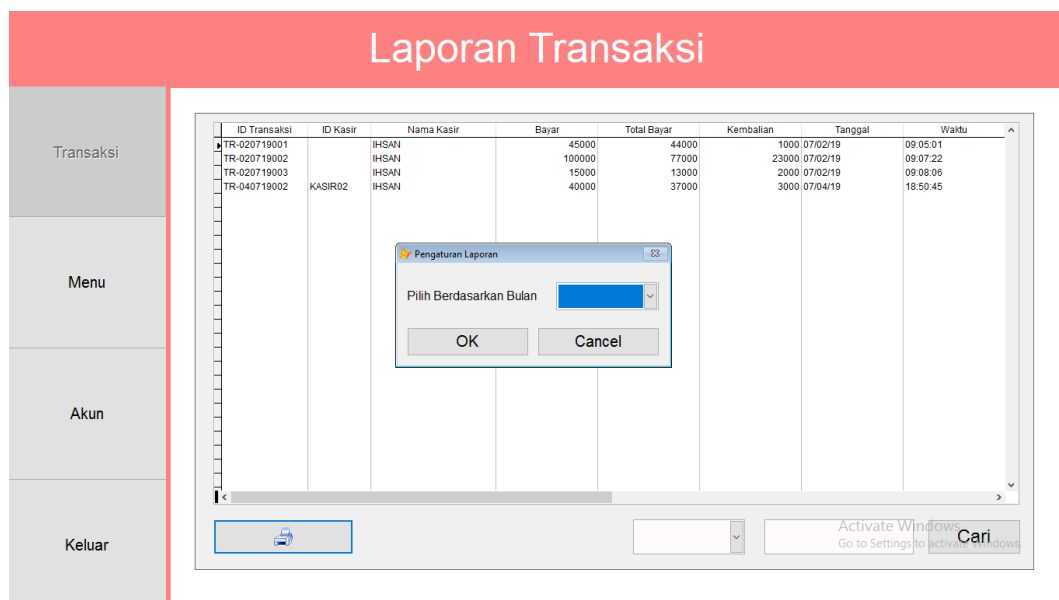 Laporan Transaksi
Transaksi
Menu
Akun
Keluar
ID Transaksi ID Kasir Nama Kasir Bayar Total Bayar Kembalian Tanggal Waktu
TR-020719001 IHSAN 45000 44000 1000 07/02/19 09:05:01
TR-020719002 IHSAN 100000 77000 23000 07/02/19 09:07:22
TR-020719003 IHSAN 15000 13000 2000 07/02/19 09:08:06
TR-040719002 KASIR02 IHSAN 40000 37000 3000 07/04/19 18:50:45
Pengaturan Laporan
Pilih Berdasarkan Bulan
OK Cancel
Cari
Activate Windows
Go to Settings to activate Windows.